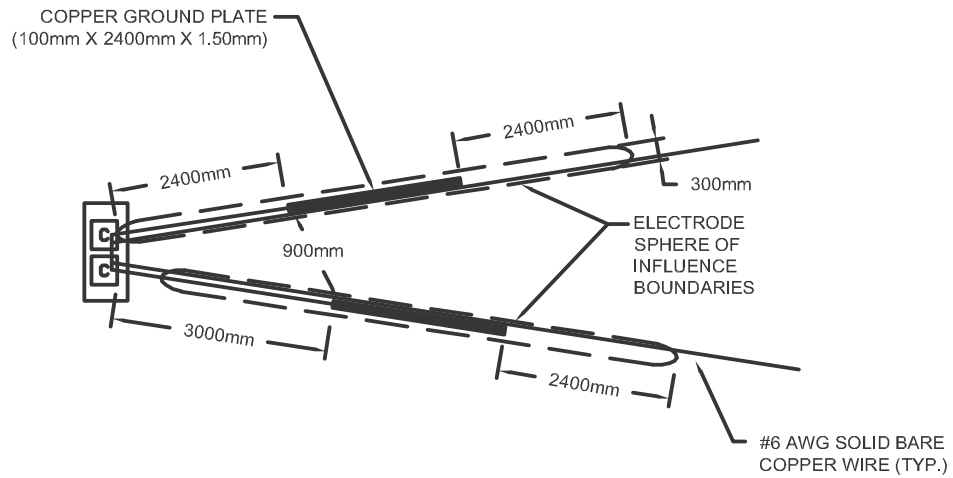 COPPER GROUND PLATE
(100mm X 2400mm X 1.50mm)
2400mm
2400mm
300mm
C
C
900mm
ELECTRODE
SPHERE OF
INFLUENCE
BOUNDARIES
3000mm
2400mm
#6 AWG SOLID BARE
COPPER WIRE (TYP.)